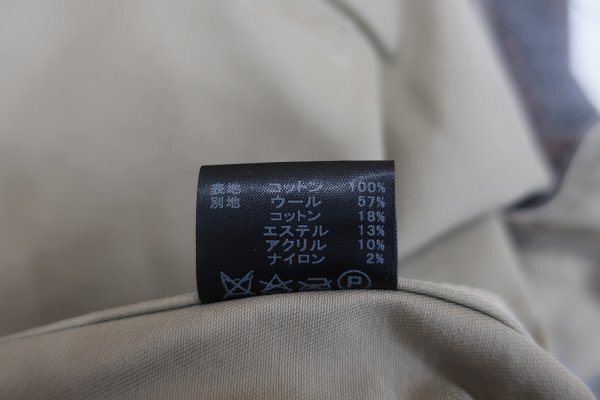 表地 コットン 100%
別地 ウール 57%
コットン 18%
エステル 13%
アクリル 10%
ナイロン 2%
P